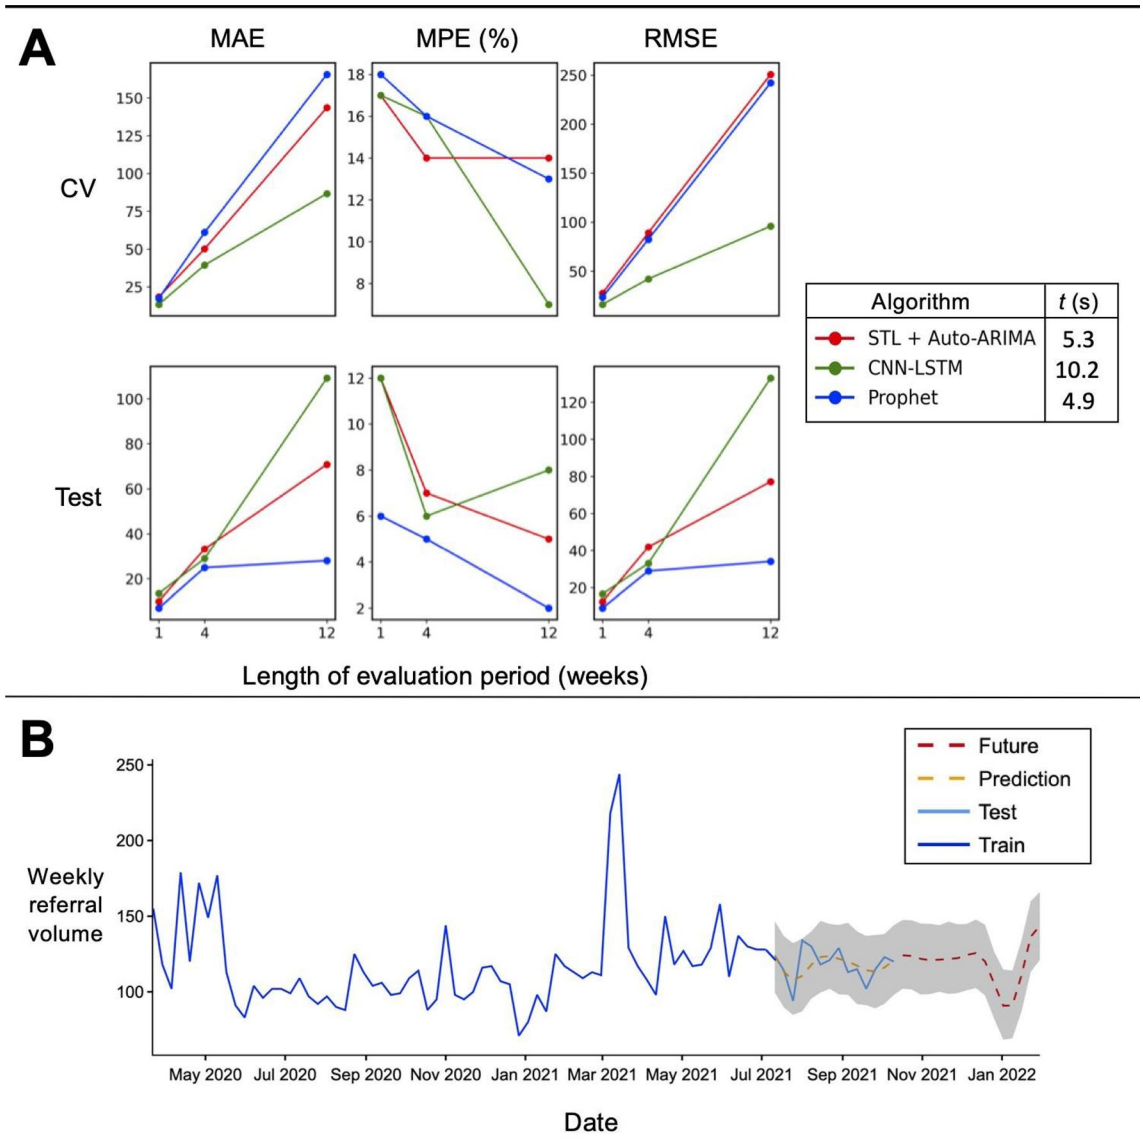 A
MAE MPE (%) RMSE
CV
150
125
100
75
50
25
18
16
14
12
10
8
250
200
150
100
50
Test
100
80
60
40
20
12
10
8
6
4
2
120
100
80
60
40
20
1 4 12 1 4 12 1 4 12
Length of evaluation period (weeks)
Algorithm t (s)
STL + Auto-ARIMA 5.3
CNN-LSTM 10.2
Prophet 4.9
B
Weekly
referral
volume
250
200
150
100
May 2020 Jul 2020 Sep 2020 Nov 2020 Jan 2021 Mar 2021 May 2021 Jul 2021 Sep 2021 Nov 2021 Jan 2022
Date
Future
Prediction
Test
Train